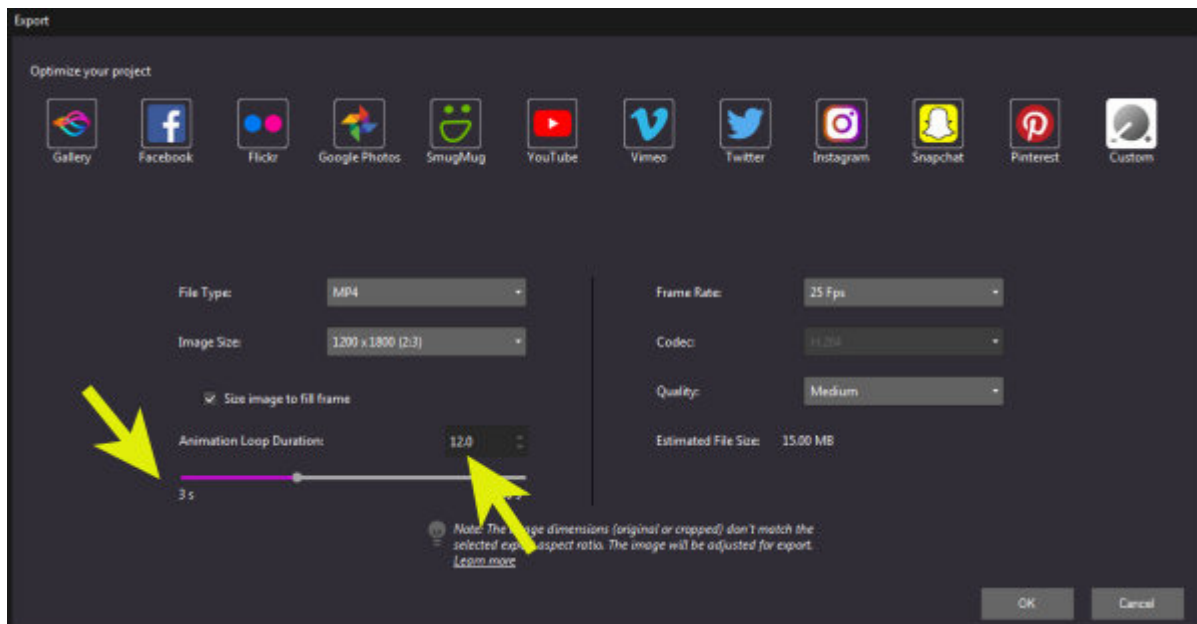 Export
Optimize your project
Gallery Facebook Flickr Google Photos SmugMug YouTube Vimeo Twitter Instagram Snapchat Pinterest Custom
File Type: MP4 Frame Rate: 25 Fps
Image Size: 1200 x 1800 (2:3) Codec: H.264
Size image to fill frame Quality: Medium
Animation Loop Duration: 12.0 Estimated File Size: 15.00 MB
3 s
Note: The image dimensions (original or cropped) don't match the
selected export aspect ratio. The image will be adjusted for export.
Learn more
OK Cancel